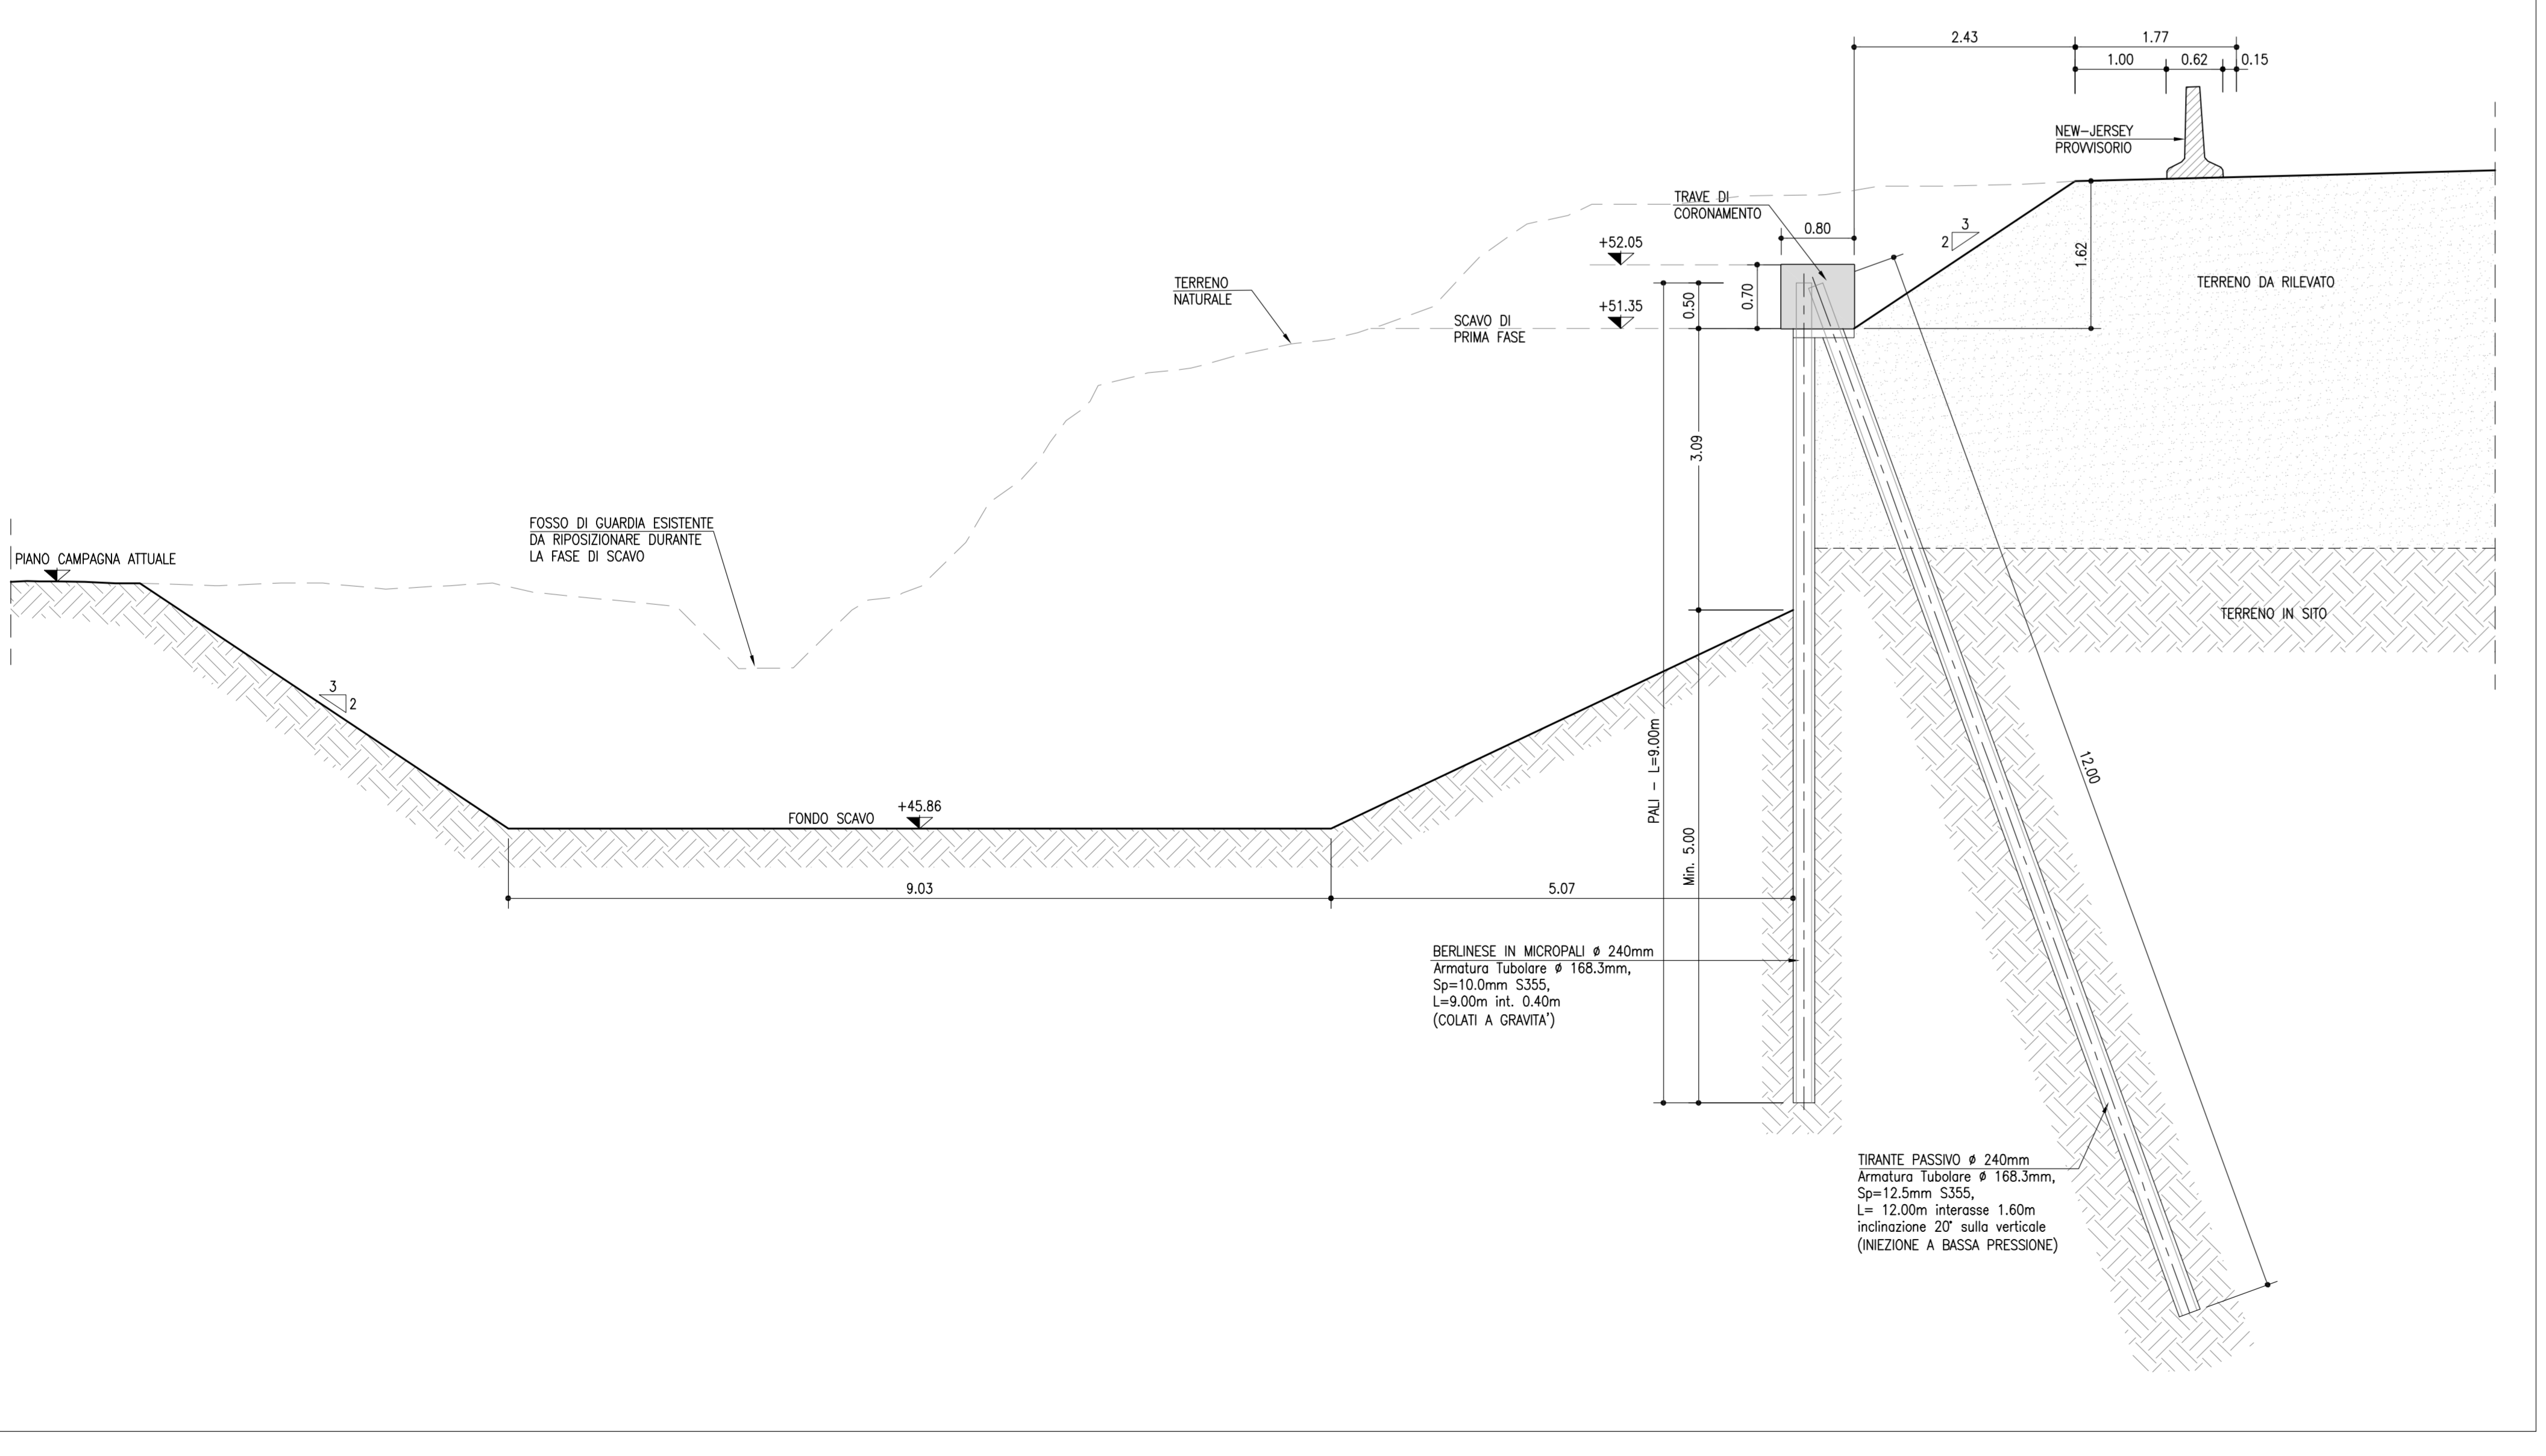 2.43
1.77
1.00
0.62
0.15
NEW-JERSEY
PROVVISORIO
TRAVE DI
CORONAMENTO
0.80
3
2
1.62
+52.05
0.70
0.50
+51.35
TERRENO
NATURALE
SCAVO DI
PRIMA FASE
TERRENO DA RILEVATO
3.09
FOSSO DI GUARDIA ESISTENTE
DA RIPOSIZIONARE DURANTE
LA FASE DI SCAVO
PIANO CAMPAGNA ATTUALE
TERRENO IN SITO
3
2
PALI - L=9.00m
12.00
FONDO SCAVO
+45.86
Min. 5.00
9.03
5.07
BERLINESE IN MICROPALI ø 240mm
Armatura Tubolare ø 168.3mm,
Sp=10.0mm S355,
L=9.00m int. 0.40m
(COLATI A GRAVITA')
TIRANTE PASSIVO ø 240mm
Armatura Tubolare ø 168.3mm,
Sp=12.5mm S355,
L= 12.00m interasse 1.60m
inclinazione 20° sulla verticale
(INIEZIONE A BASSA PRESSIONE)